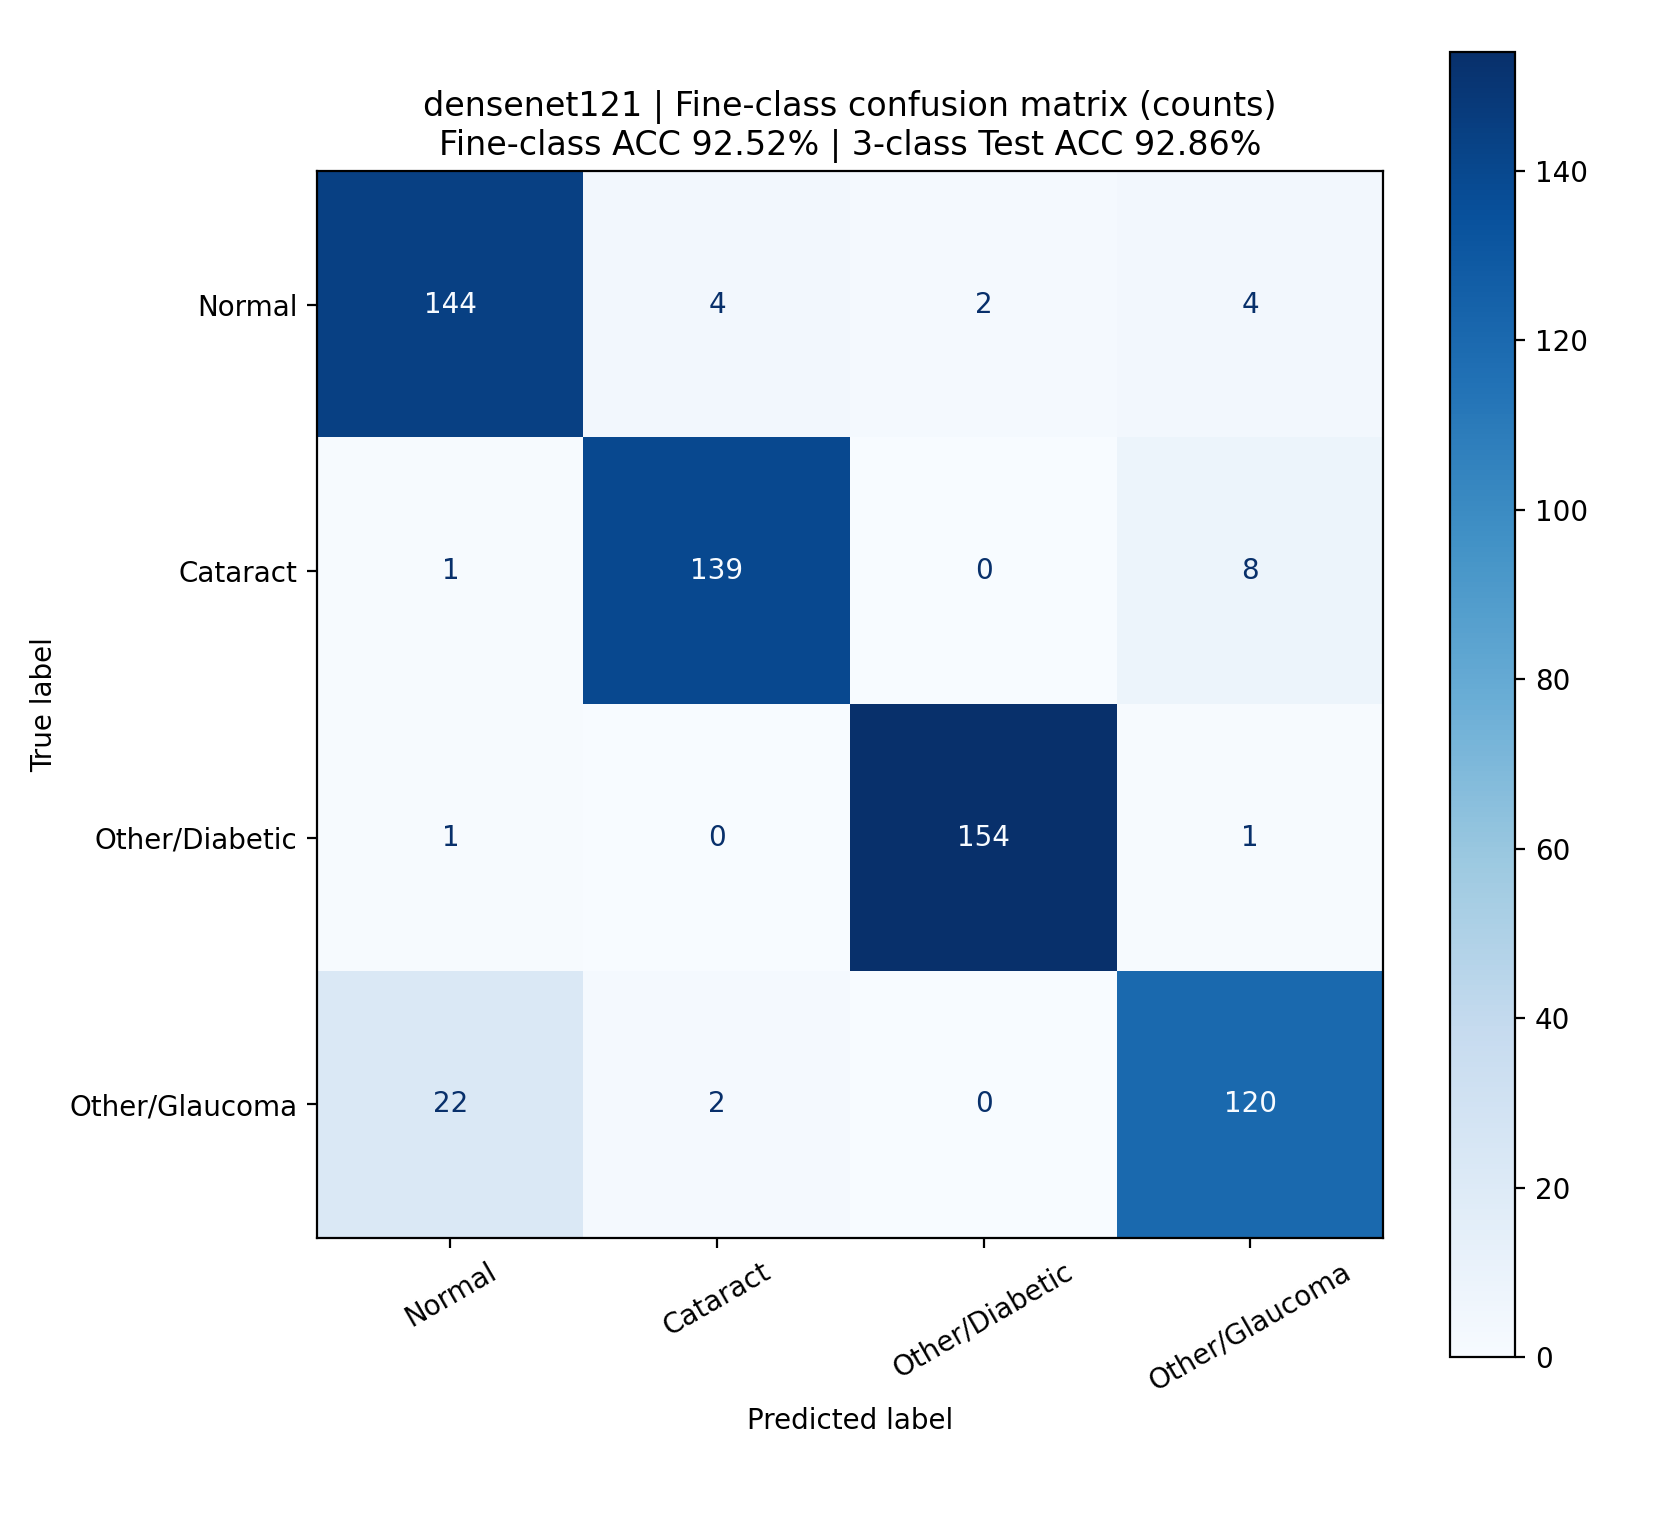 densenet121 | Fine-class confusion matrix (counts)
Fine-class ACC 92.52% | 3-class Test ACC 92.86%
True label
Normal
144
4
2
4
Cataract
1
139
0
8
Other/Diabetic
1
0
154
1
Other/Glaucoma
22
2
0
120
Normal
Cataract
Other/Diabetic
Other/Glaucoma
Predicted label
140
120
100
80
60
40
20
0